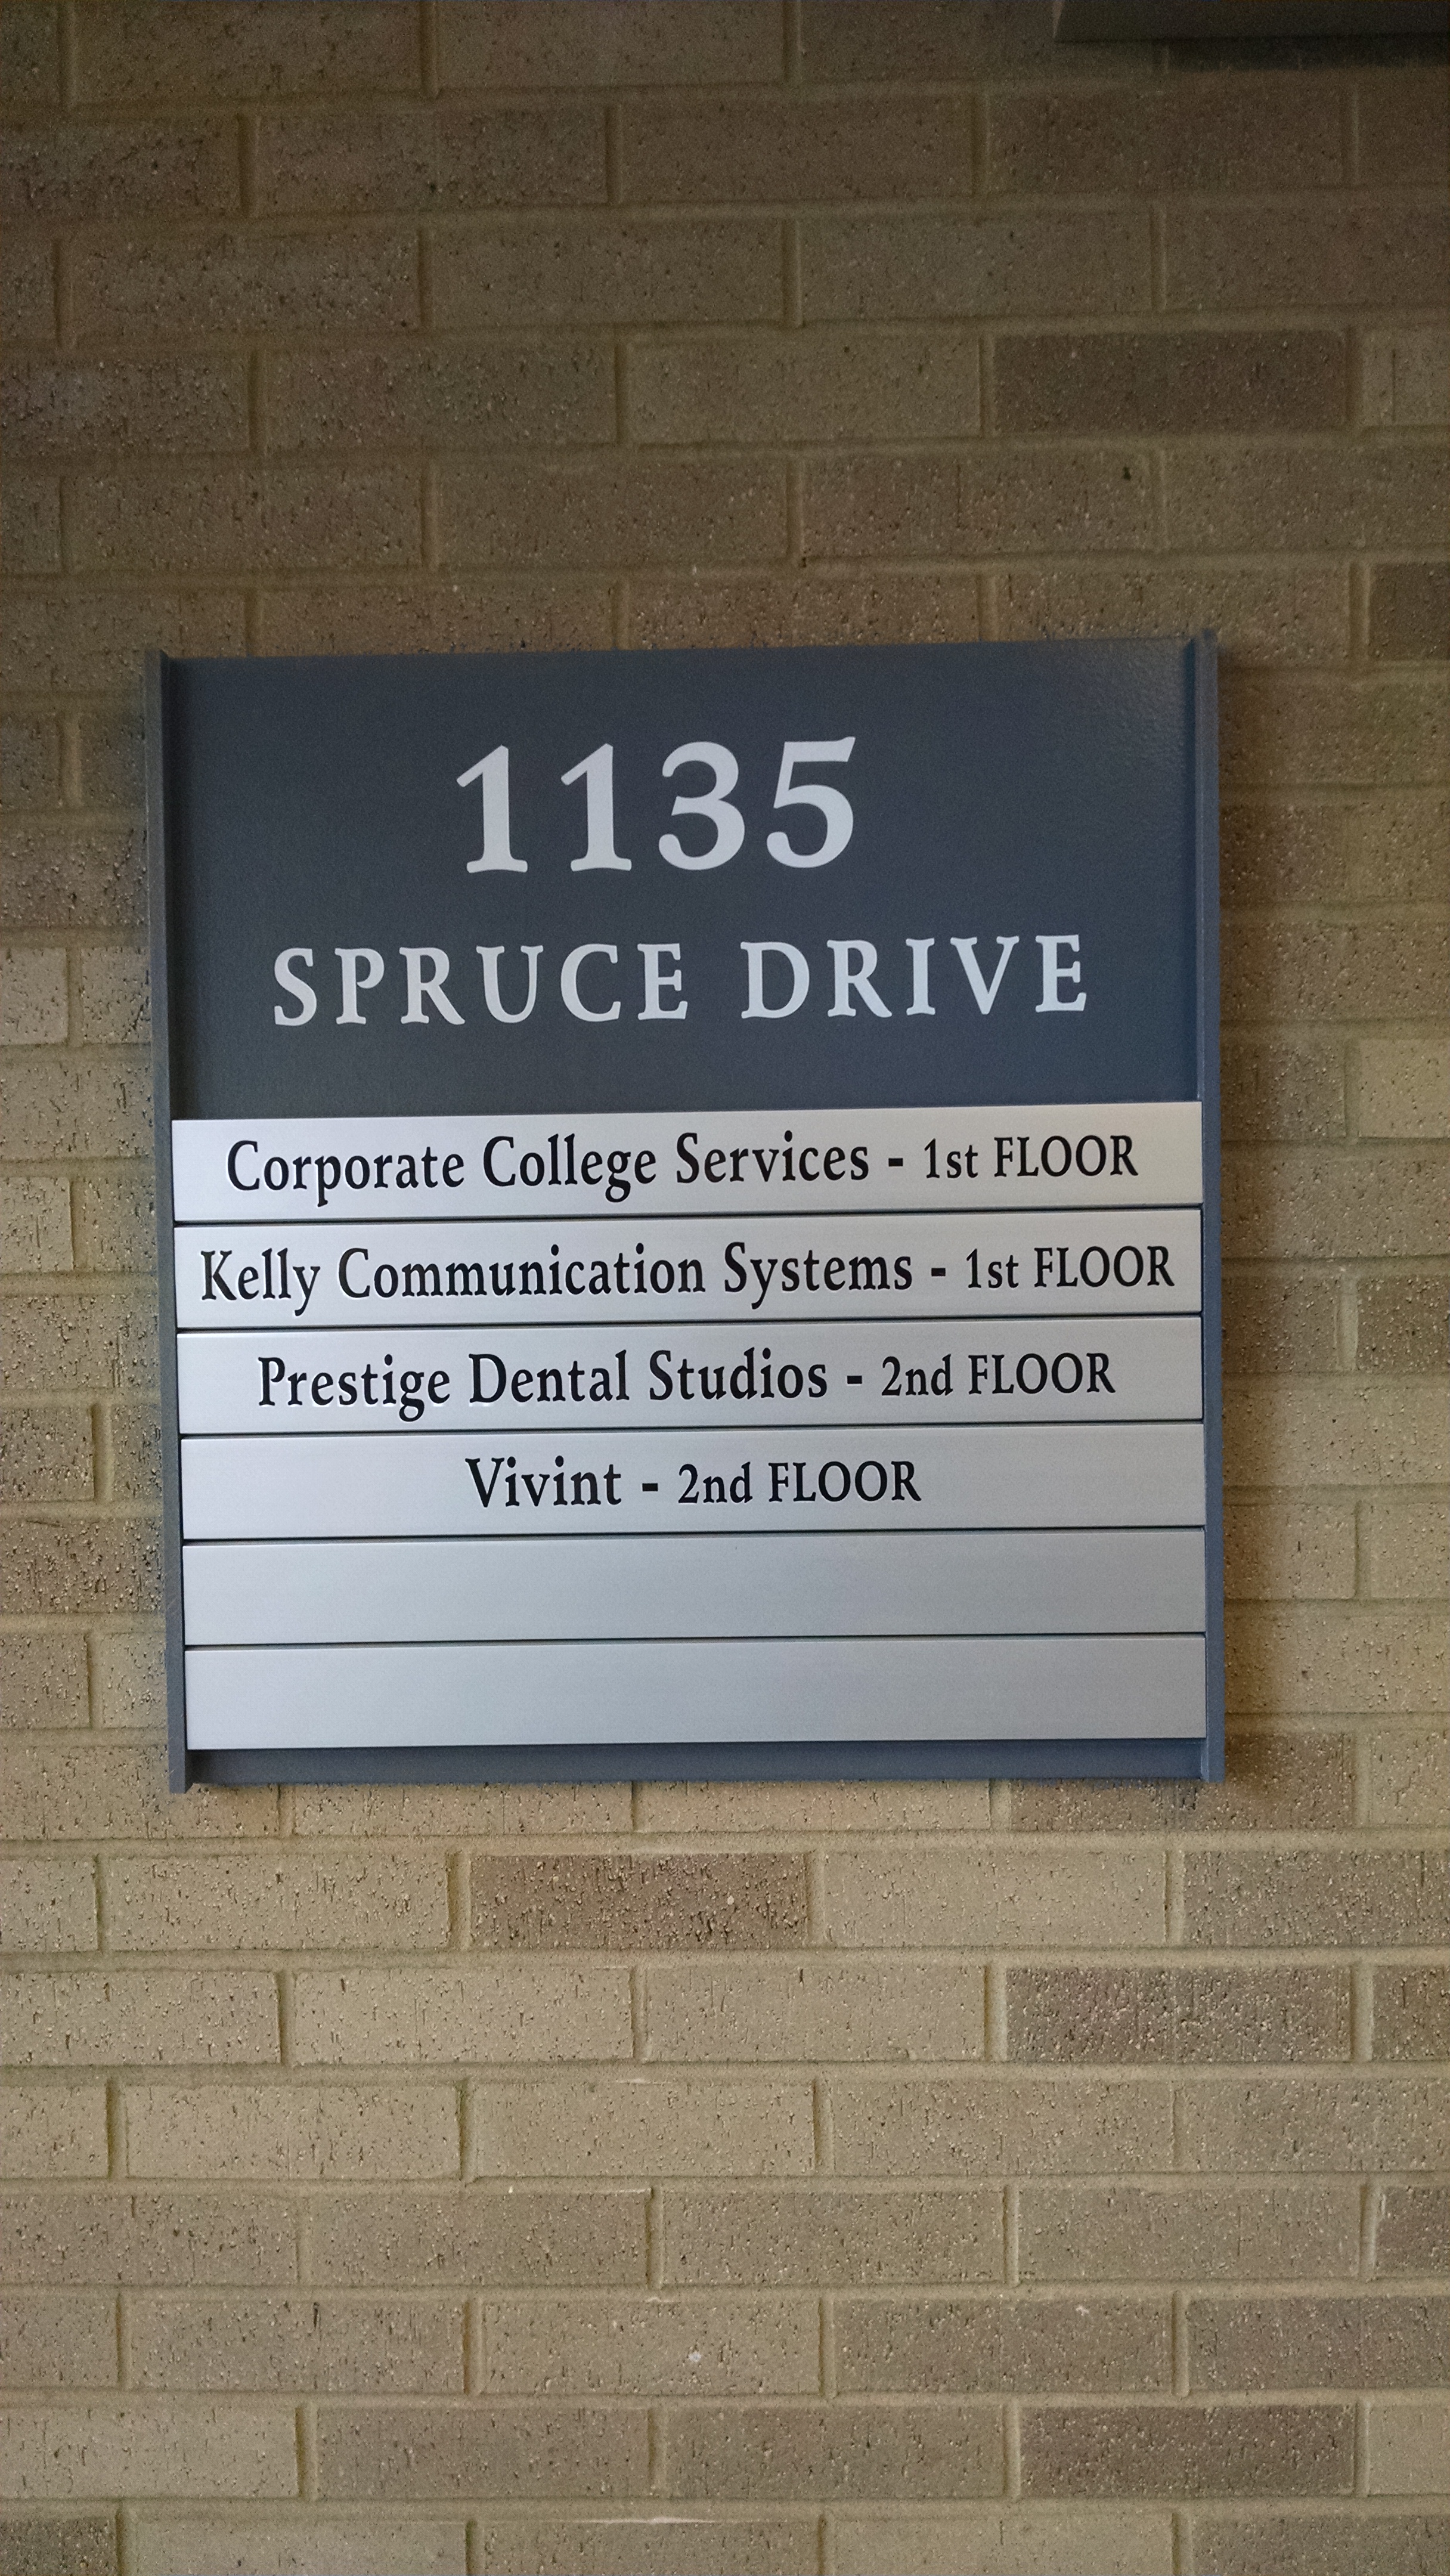 1135
SPRUCE DRIVE
Corporate College Services - 1st FLOOR
Kelly Communication Systems - 1st FLOOR
Prestige Dental Studios - 2nd FLOOR
Vivint - 2nd FLOOR